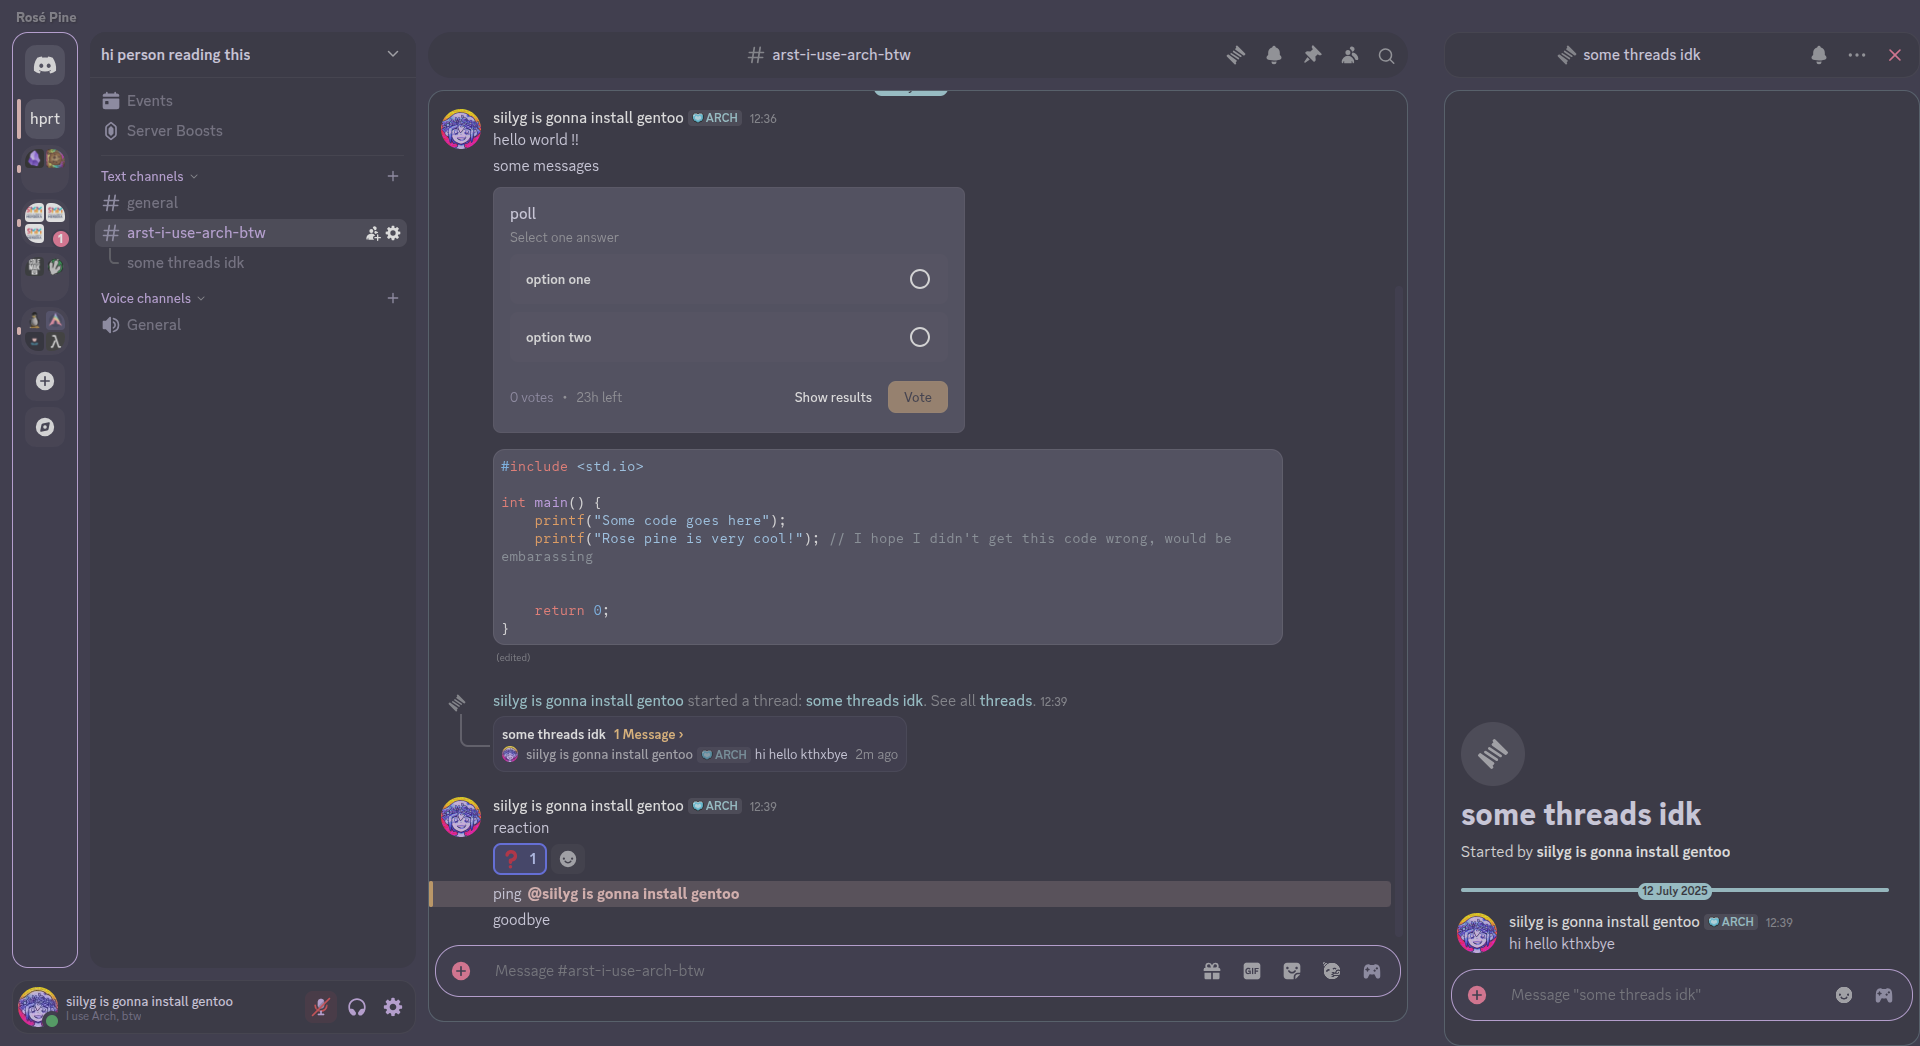 Rosé Pine
hprt
1
hi person reading this
Events
Server Boosts
Text channels
general
arst-i-use-arch-btw
some threads idk
Voice channels
General
siilyg is gonna install gentoo
I use Arch, btw
# arst-i-use-arch-btw
siilyg is gonna install gentoo ARCH 12:36
hello world !!
some messages
poll
Select one answer
option one
option two
0 votes • 23h left Show results Vote
#include <std.io>
int main() {
printf("Some code goes here");
printf("Rose pine is very cool!"); // I hope I didn't get this code wrong, would be
embarassing
return 0;
}
(edited)
siilyg is gonna install gentoo started a thread: some threads idk. See all threads. 12:39
some threads idk 1 Message ›
siilyg is gonna install gentoo ARCH hi hello kthxbye 2m ago
siilyg is gonna install gentoo ARCH 12:39
reaction
❓ 1
ping @siilyg is gonna install gentoo
goodbye
Message #arst-i-use-arch-btw
GIF
some threads idk
some threads idk
Started by siilyg is gonna install gentoo
12 July 2025
siilyg is gonna install gentoo ARCH 12:39
hi hello kthxbye
Message "some threads idk"